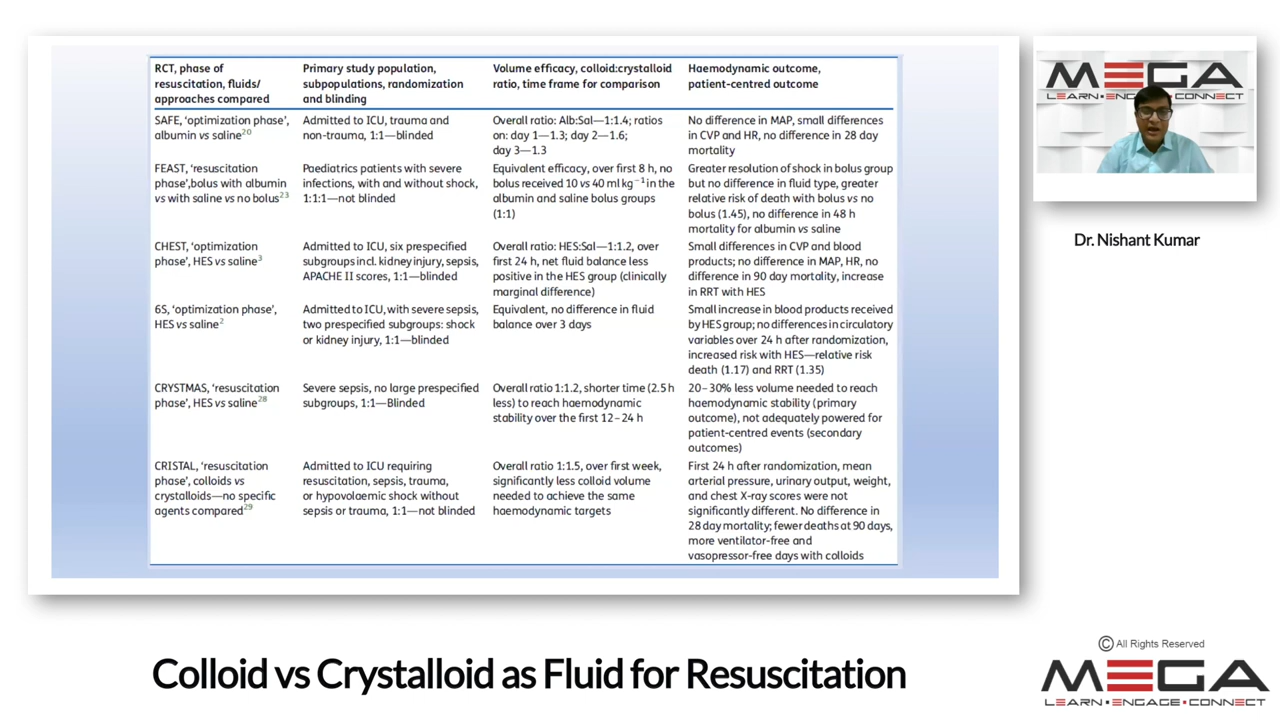 RCT, phase of
resuscitation, fluids/
approaches compared
Primary study population,
subpopulations, randomization
and blinding
Volume efficacy, colloid:crystalloid
ratio, time frame for comparison
Haemodynamic outcome,
patient-centred outcome
SAFE, ‘optimization phase’,
albumin vs saline20
Admitted to ICU, trauma and
non-trauma, 1:1—blinded
Overall ratio: Alb:Sal—1:1.4; ratios
on: day 1—1.3; day 2—1.6;
day 3—1.3
No difference in MAP, small differences
in CVP and HR, no difference in 28 day
mortality
FEAST, ‘resuscitation
phase’,bolus with albumin
vs with saline vs no bolus23
Paediatrics patients with severe
infections, with and without shock,
1:1:1—not blinded
Equivalent efficacy, over first 8 h, no
bolus received 10 vs 40 ml kg−1 in the
albumin and saline bolus groups
(1:1)
Greater resolution of shock in bolus group
but no difference in fluid type, greater
relative risk of death with bolus vs no
bolus (1.45), no difference in 48 h
mortality for albumin vs saline
CHEST, ‘optimization
phase’, HES vs saline3
Admitted to ICU, six prespecified
subgroups incl. kidney injury, sepsis,
APACHE II scores, 1:1—blinded
Overall ratio: HES:Sal—1:1.2, over
first 24 h, net fluid balance less
positive in the HES group (clinically
marginal difference)
Small differences in CVP and blood
products; no difference in MAP, HR, no
difference in 90 day mortality, increase
in RRT with HES
6S, ‘optimization phase’,
HES vs saline2
Admitted to ICU, with severe sepsis,
two prespecified subgroups: shock
or kidney injury, 1:1—blinded
Equivalent, no difference in fluid
balance over 3 days
Small increase in blood products received
by HES group; no differences in circulatory
variables over 24 h after randomization,
increased risk with HES—relative risk
death (1.17) and RRT (1.35)
CRYSTMAS, ‘resuscitation
phase’, HES vs saline28
Severe sepsis, no large prespecified
subgroups, 1:1—Blinded
Overall ratio 1:1.2, shorter time (2.5 h
less) to reach haemodynamic
stability over the first 12–24 h
20–30% less volume needed to reach
haemodynamic stability (primary
outcome), not adequately powered for
patient-centred events (secondary
outcomes)
CRISTAL, ‘resuscitation
phase’, colloids vs
crystalloids—no specific
agents compared29
Admitted to ICU requiring
resuscitation, sepsis, trauma,
or hypovolaemic shock without
sepsis or trauma, 1:1—not blinded
Overall ratio 1:1.5, over first week,
significantly less colloid volume
needed to achieve the same
haemodynamic targets
First 24 h after randomization, mean
arterial pressure, urinary output, weight,
and chest X-ray scores were not
significantly different. No difference in
28 day mortality; fewer deaths at 90 days,
more ventilator-free and
vasopressor-free days with colloids
MEGA
LEARN•ENGAGE•CONNECT
Dr. Nishant Kumar
Colloid vs Crystalloid as Fluid for Resuscitation
© All Rights Reserved
MEGA
LEARN•ENGAGE•CONNECT